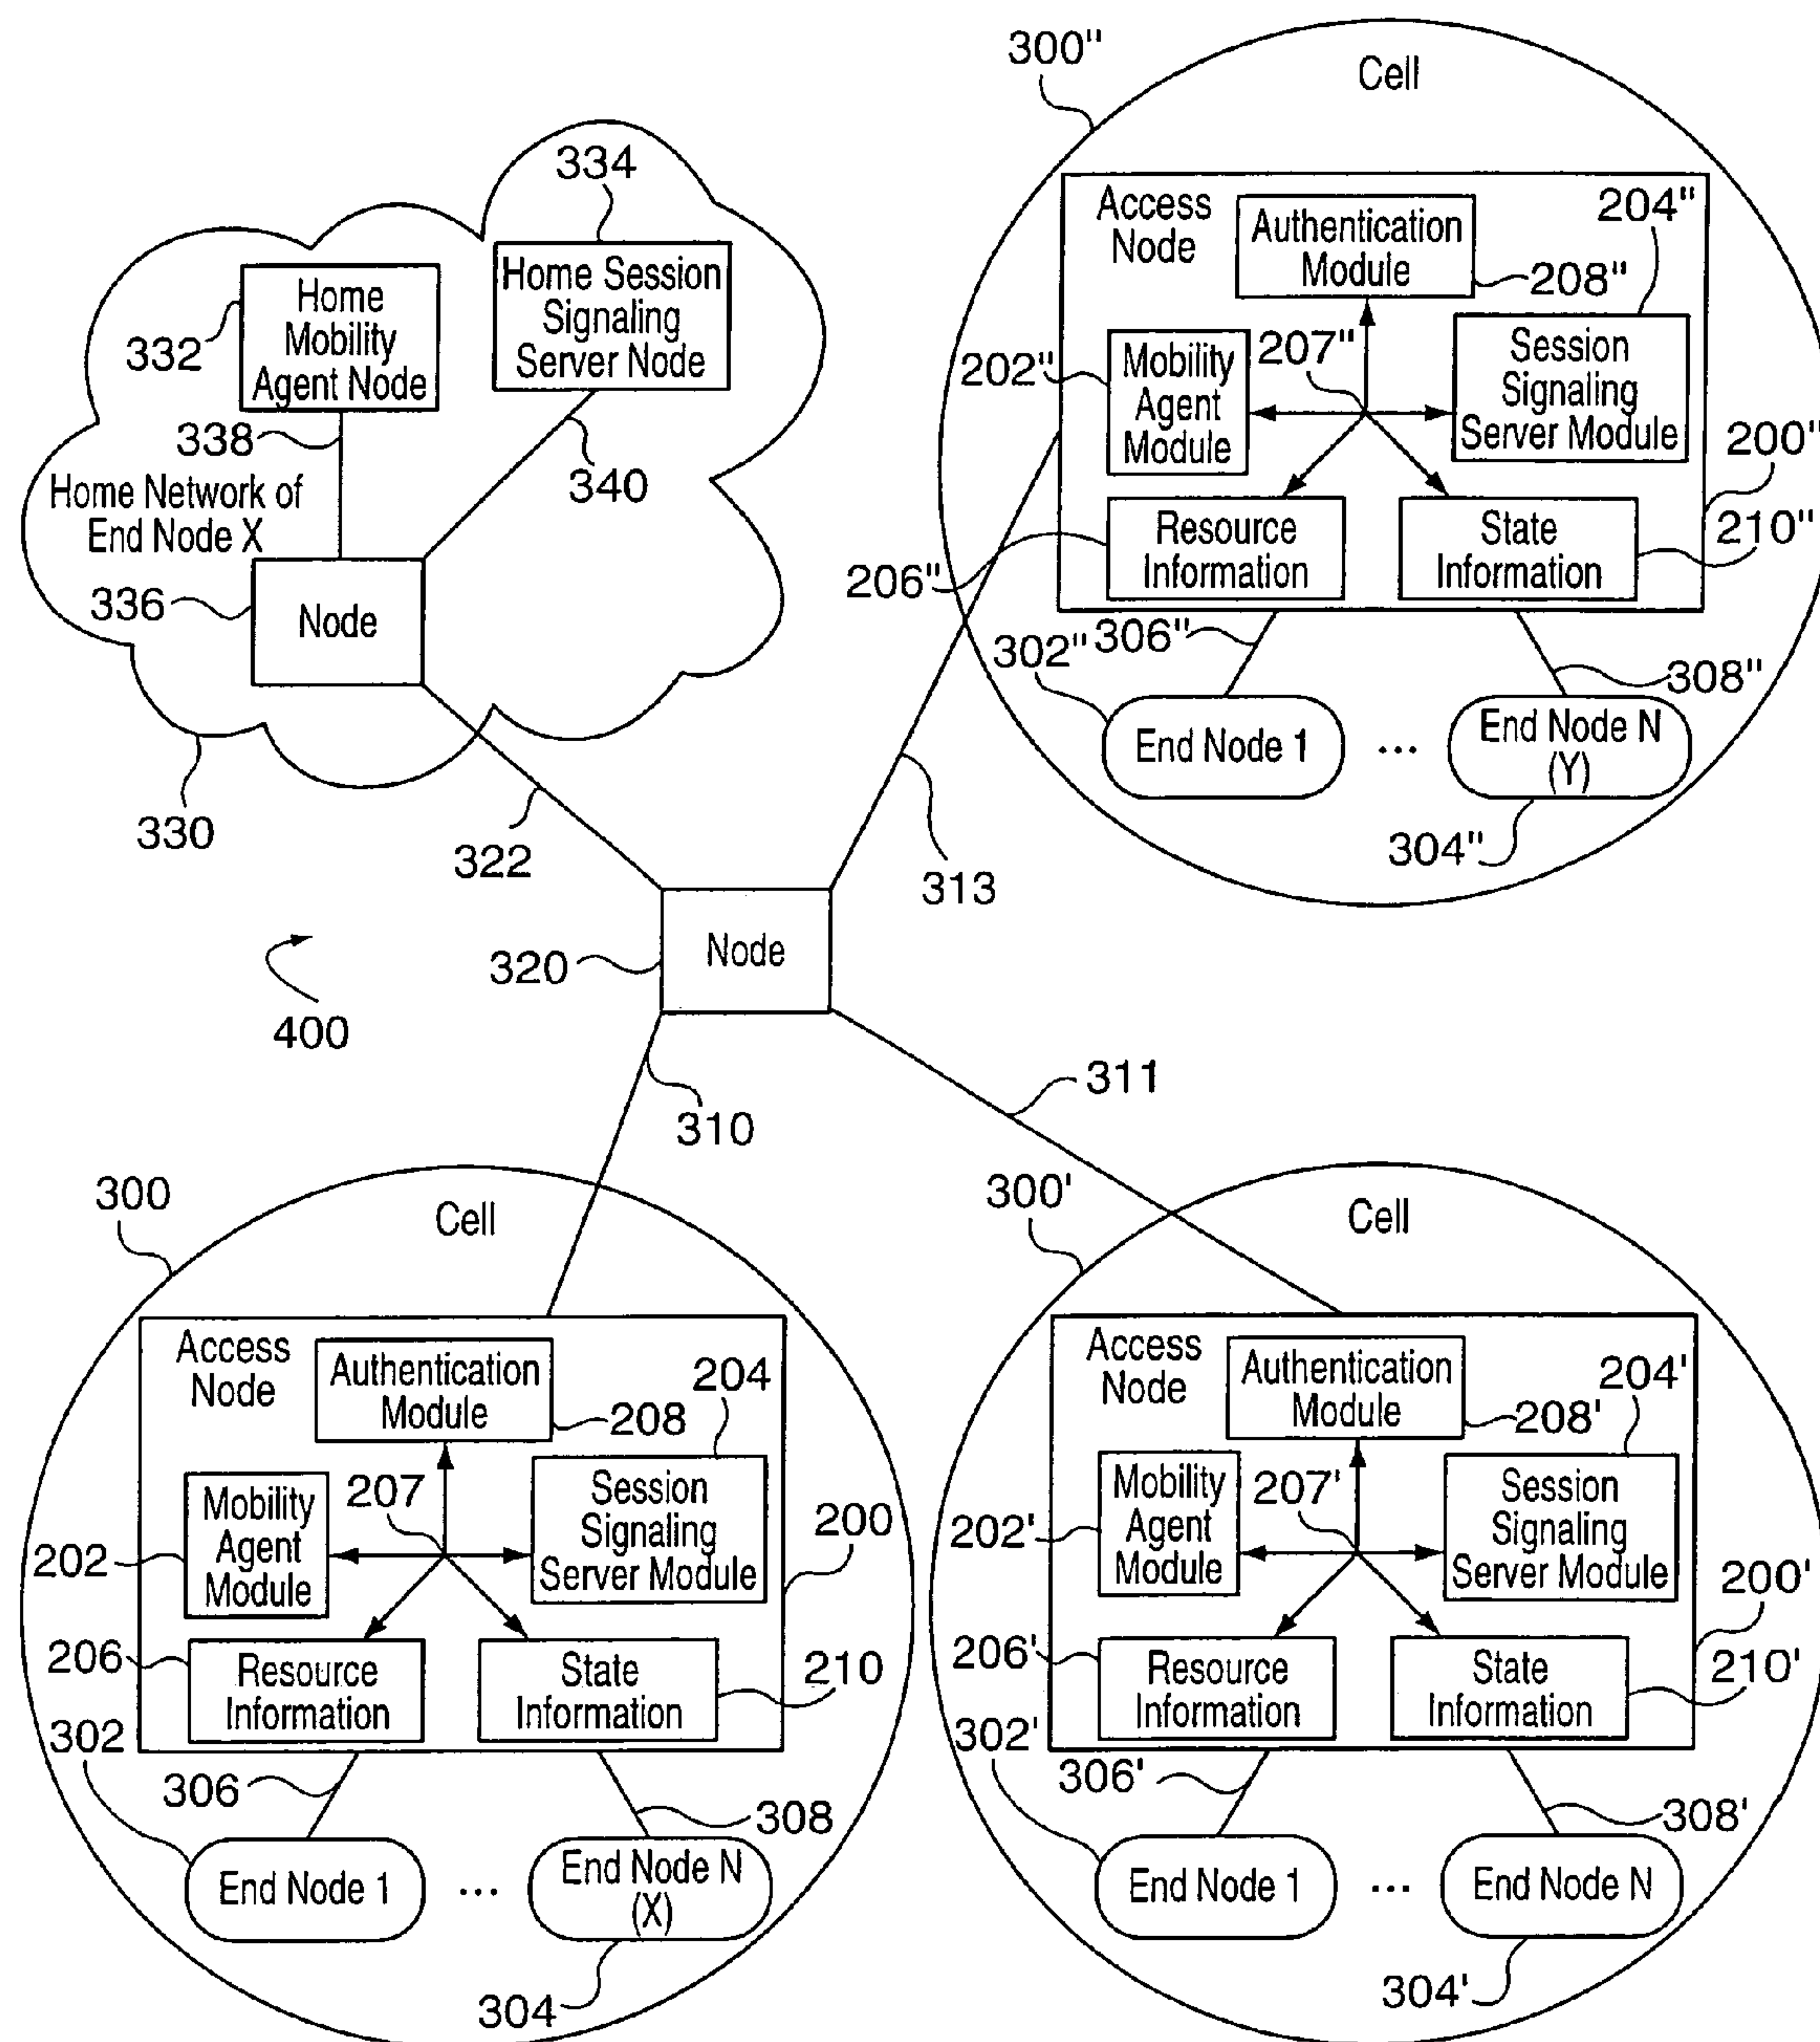 300"
Cell
Access
Node
Authentication
Module
204"
208"
202"
Mobility
Agent
Module
207"
Session
Signaling
Server Module
200"
206"
Resource
Information
State
Information
210"
302"
306"
308"
End Node 1
...
End Node N
(Y)
304"
334
Home Session
Signaling
Server Node
332
Home
Mobility
Agent Node
338
340
Home Network of
End Node X
336
Node
330
322
313
320
Node
400
310
311
300
Cell
Access
Node
Authentication
Module
204
208
202
Mobility
Agent
Module
207
Session
Signaling
Server Module
200
206
Resource
Information
State
Information
210
302
306
308
End Node 1
...
End Node N
(X)
304
300'
Cell
Access
Node
Authentication
Module
204'
208'
202'
Mobility
Agent
Module
207'
Session
Signaling
Server Module
200'
206'
Resource
Information
State
Information
210'
302'
306'
308'
End Node 1
...
End Node N
304'